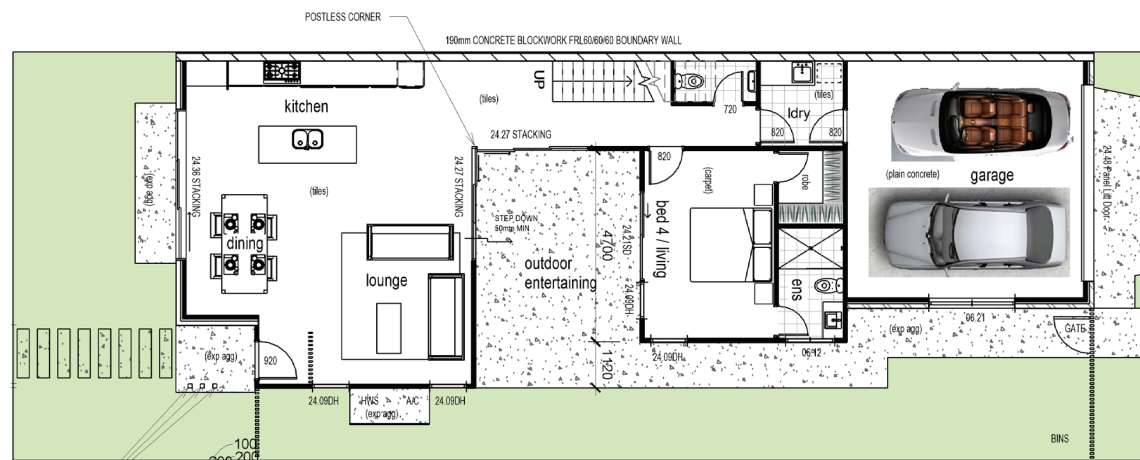 POSTLESS CORNER
190mm CONCRETE BLOCKWORK FRL60/60/60 BOUNDARY WALL
kitchen
(tiles)
UP
720
ldry
(tiles)
820
820
24.27 STACKING
24.36 STACKING
(exp agg)
(tiles)
24.27 STACKING
820
(carpet)
robe
(plain concrete)
garage
24.48 Panel Lift Door
dining
lounge
STEP DOWN
50mm MIN
outdoor
entertaining
4700
24.21SD
bed 4 / living
24.09DH
ens
(exp agg)
06.21
GATE
(exp agg)
920
24.09DH
06.12
1120
24.09DH
HWS
A/C
(exp agg)
24.09DH
BINS
100
200